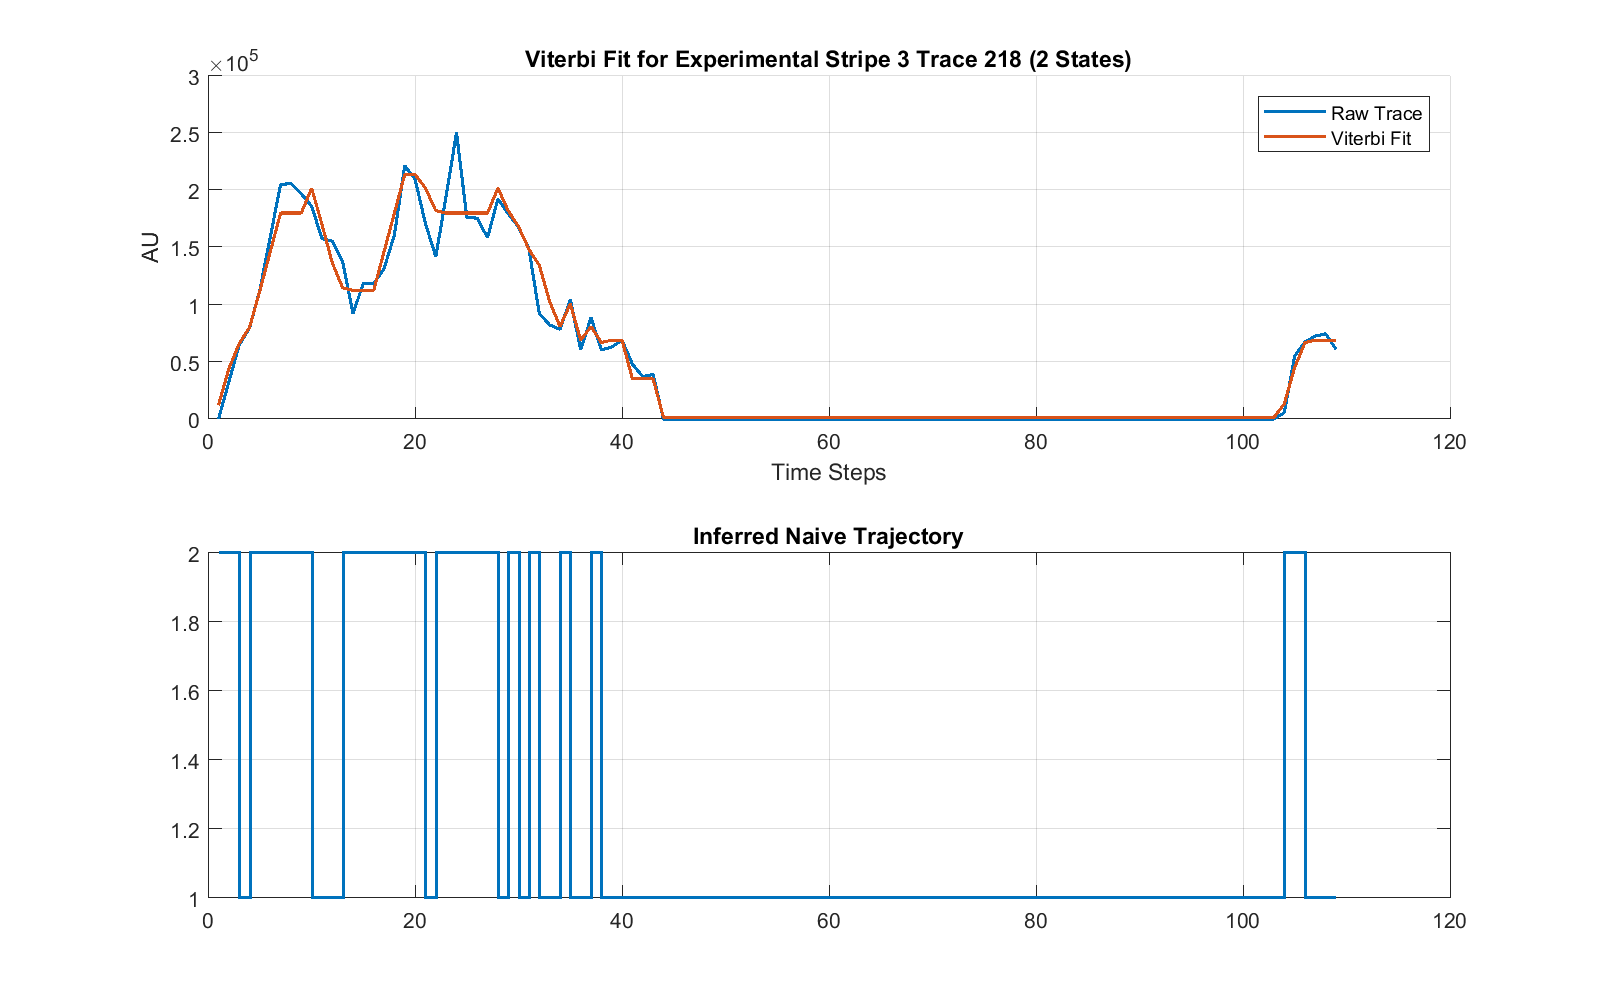 Viterbi Fit for Experimental Stripe 3 Trace 218 (2 States)
×10^5
3
2.5
2
1.5
1
0.5
0
AU
Raw Trace
Viterbi Fit
0 20 40 60 80 100 120
Time Steps
Inferred Naive Trajectory
2
1.8
1.6
1.4
1.2
1
0 20 40 60 80 100 120